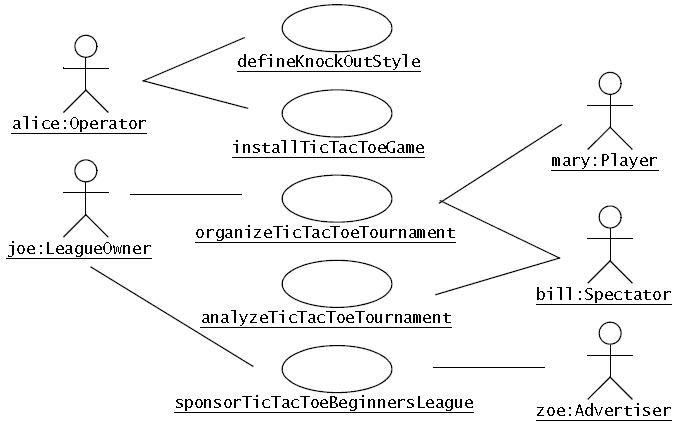 defineKnockOutStyle
alice:Operator
installTicTacToeGame
mary:Player
joe:LeagueOwner
organizeTicTacToeTournament
bill:Spectator
analyzeTicTacToeTournament
sponsorTicTacToeBeginnersLeague
zoe:Advertiser